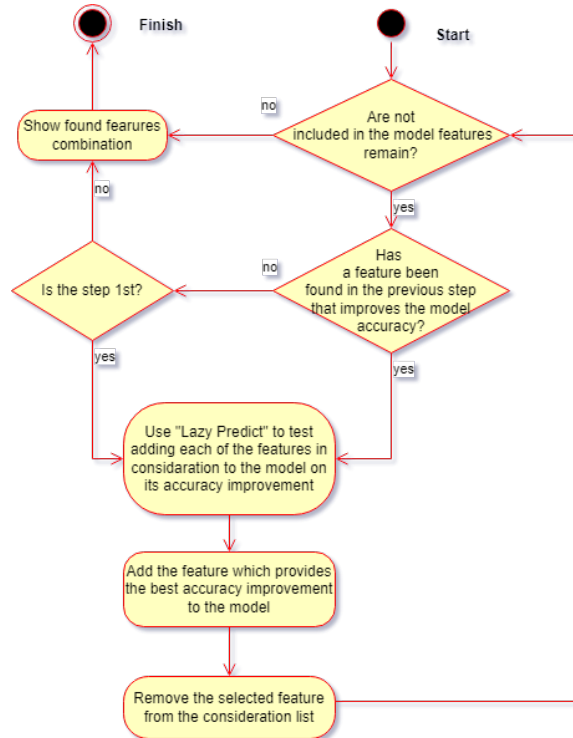 Finish
Start
Are not
included in the model features
remain?
no
Show found fearures
combination
yes
no
Has
a feature been
found in the previous step
that improves the model
accuracy?
no
Is the step 1st?
yes
yes
Use "Lazy Predict" to test
adding each of the features in
considaration to the model on
its accuracy improvement
Add the feature which provides
the best accuracy improvement
to the model
Remove the selected feature
from the consideration list